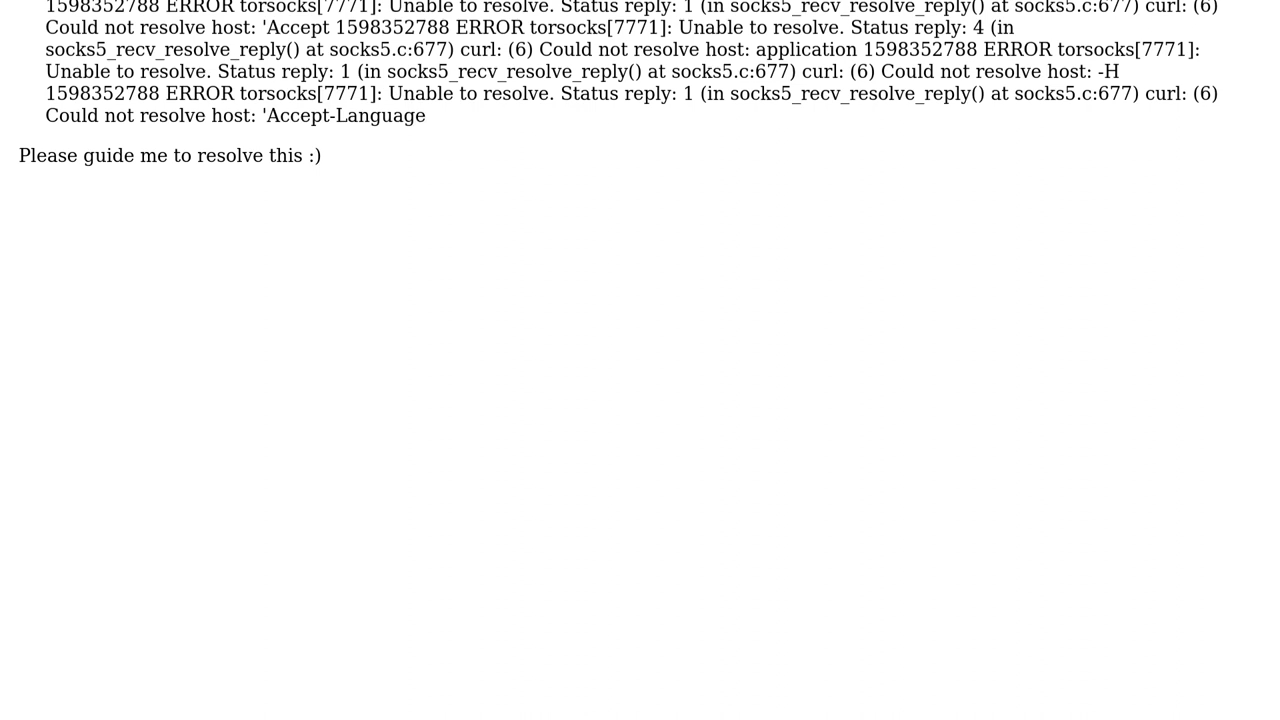 1598352788 ERROR torsocks[7771]: Unable to resolve. Status reply: 1 (in socks5_recv_resolve_reply() at socks5.c:677) curl: (6)
Could not resolve host: 'Accept 1598352788 ERROR torsocks[7771]: Unable to resolve. Status reply: 4 (in
socks5_recv_resolve_reply() at socks5.c:677) curl: (6) Could not resolve host: application 1598352788 ERROR torsocks[7771]:
Unable to resolve. Status reply: 1 (in socks5_recv_resolve_reply() at socks5.c:677) curl: (6) Could not resolve host: -H
1598352788 ERROR torsocks[7771]: Unable to resolve. Status reply: 1 (in socks5_recv_resolve_reply() at socks5.c:677) curl: (6)
Could not resolve host: 'Accept-Language
Please guide me to resolve this :)